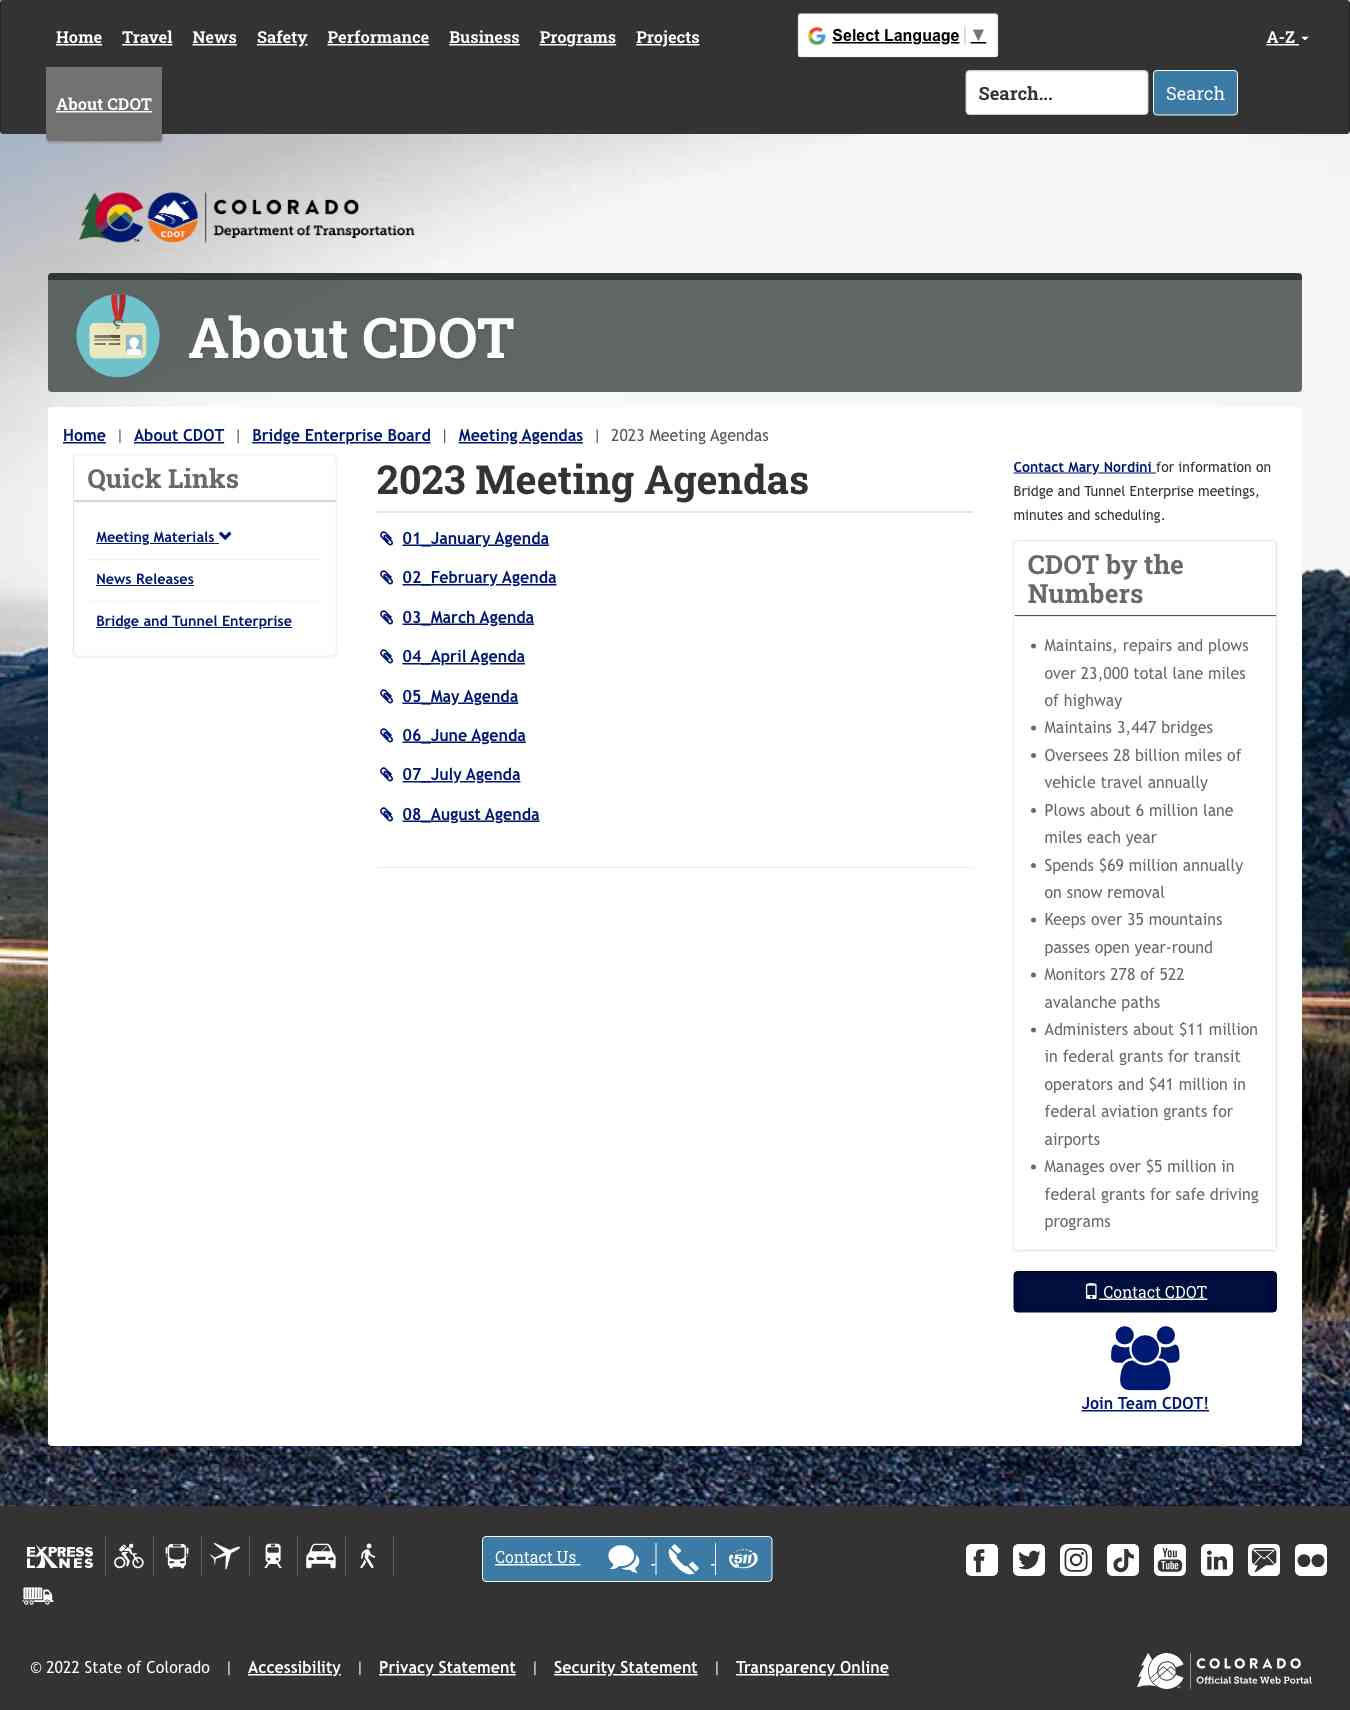 Home Travel News Safety Performance Business Programs Projects
Select Language ▼
A-Z
About CDOT
Search...
Search
COLORADO
Department of Transportation
CDOT
About CDOT
Home | About CDOT | Bridge Enterprise Board | Meeting Agendas | 2023 Meeting Agendas
Quick Links
Meeting Materials
News Releases
Bridge and Tunnel Enterprise
2023 Meeting Agendas
01_January Agenda
02_February Agenda
03_March Agenda
04_April Agenda
05_May Agenda
06_June Agenda
07_July Agenda
08_August Agenda
Contact Mary Nordini for information on
Bridge and Tunnel Enterprise meetings,
minutes and scheduling.
CDOT by the
Numbers
• Maintains, repairs and plows
over 23,000 total lane miles
of highway
• Maintains 3,447 bridges
• Oversees 28 billion miles of
vehicle travel annually
• Plows about 6 million lane
miles each year
• Spends $69 million annually
on snow removal
• Keeps over 35 mountains
passes open year-round
• Monitors 278 of 522
avalanche paths
• Administers about $11 million
in federal grants for transit
operators and $41 million in
federal aviation grants for
airports
• Manages over $5 million in
federal grants for safe driving
programs
Contact CDOT
Join Team CDOT!
EXPRESS
LANES
Contact Us
511
You
Tube
in
© 2022 State of Colorado | Accessibility | Privacy Statement | Security Statement | Transparency Online
COLORADO
Official State Web Portal